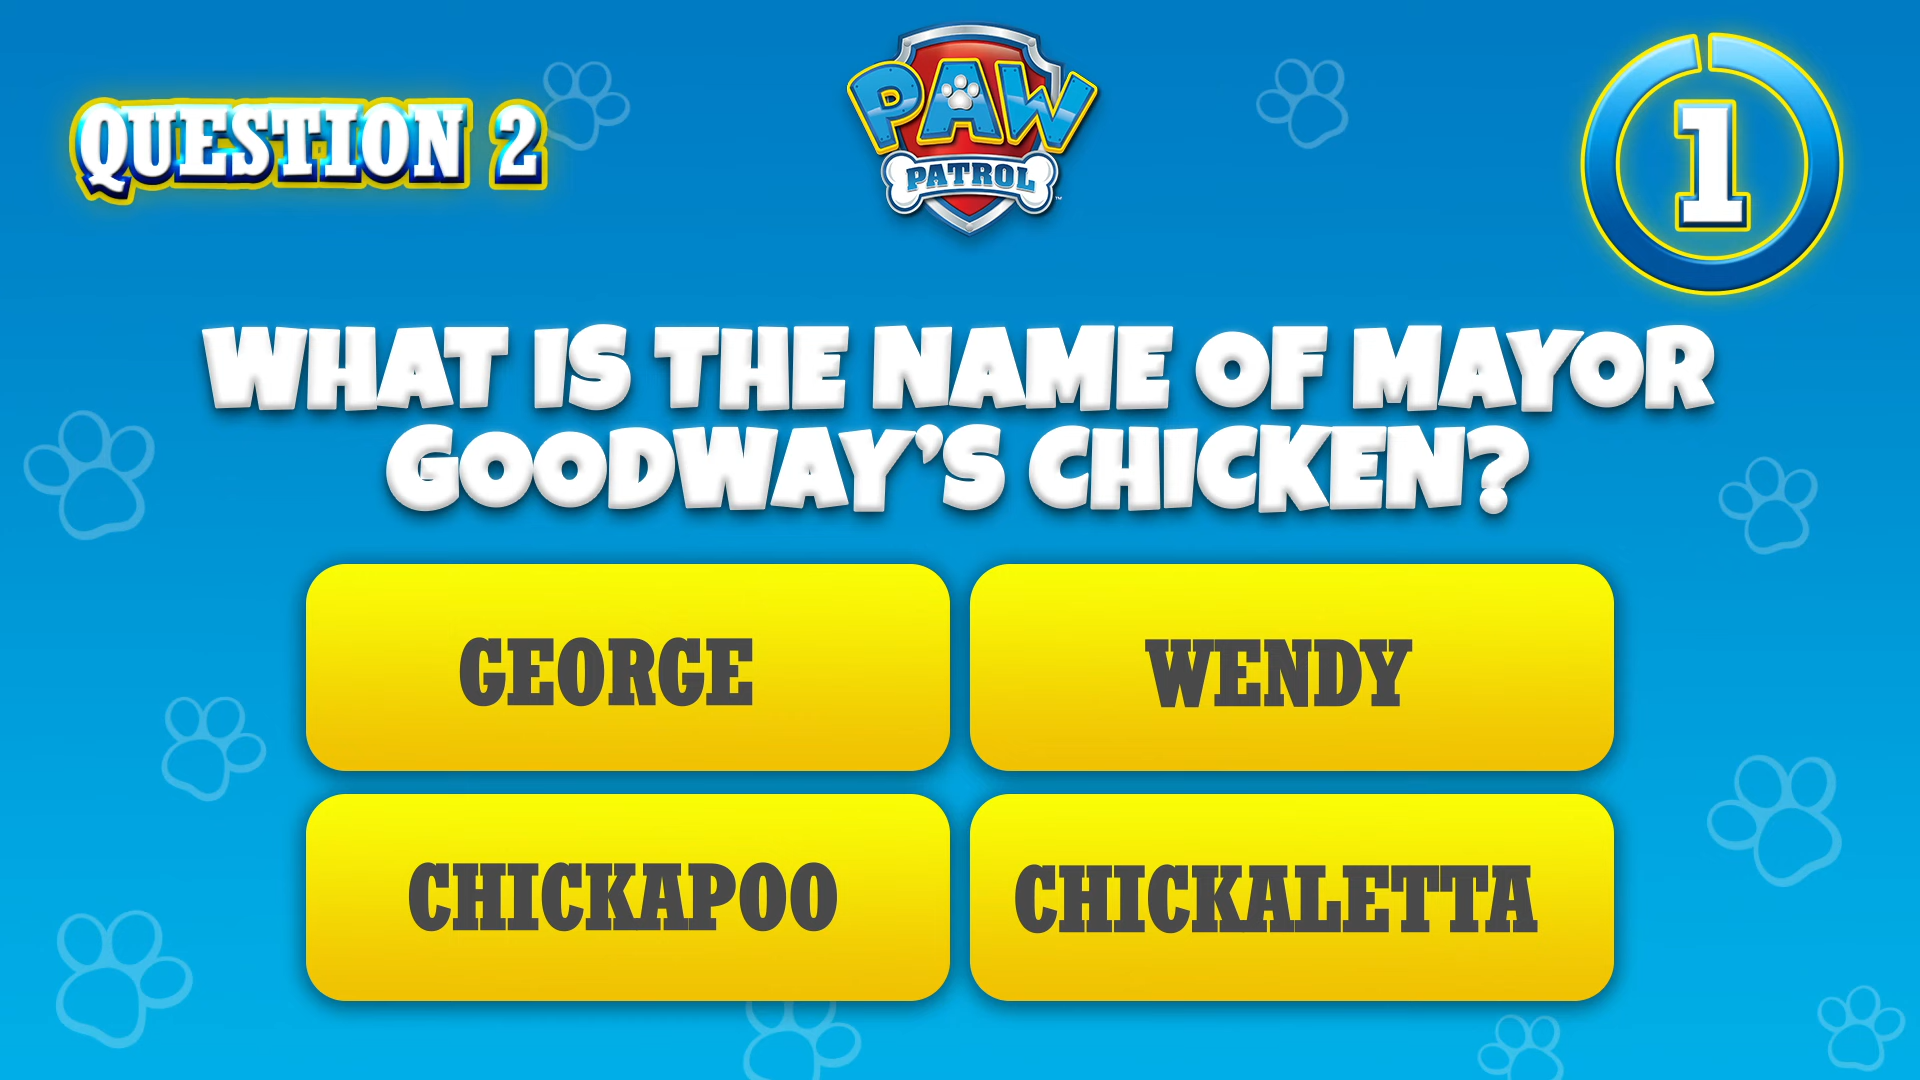 QUESTION 2
PAW
PATROL
1
WHAT IS THE NAME OF MAYOR
GOODWAY'S CHICKEN?
GEORGE
WENDY
CHICKAPOO
CHICKALETTA